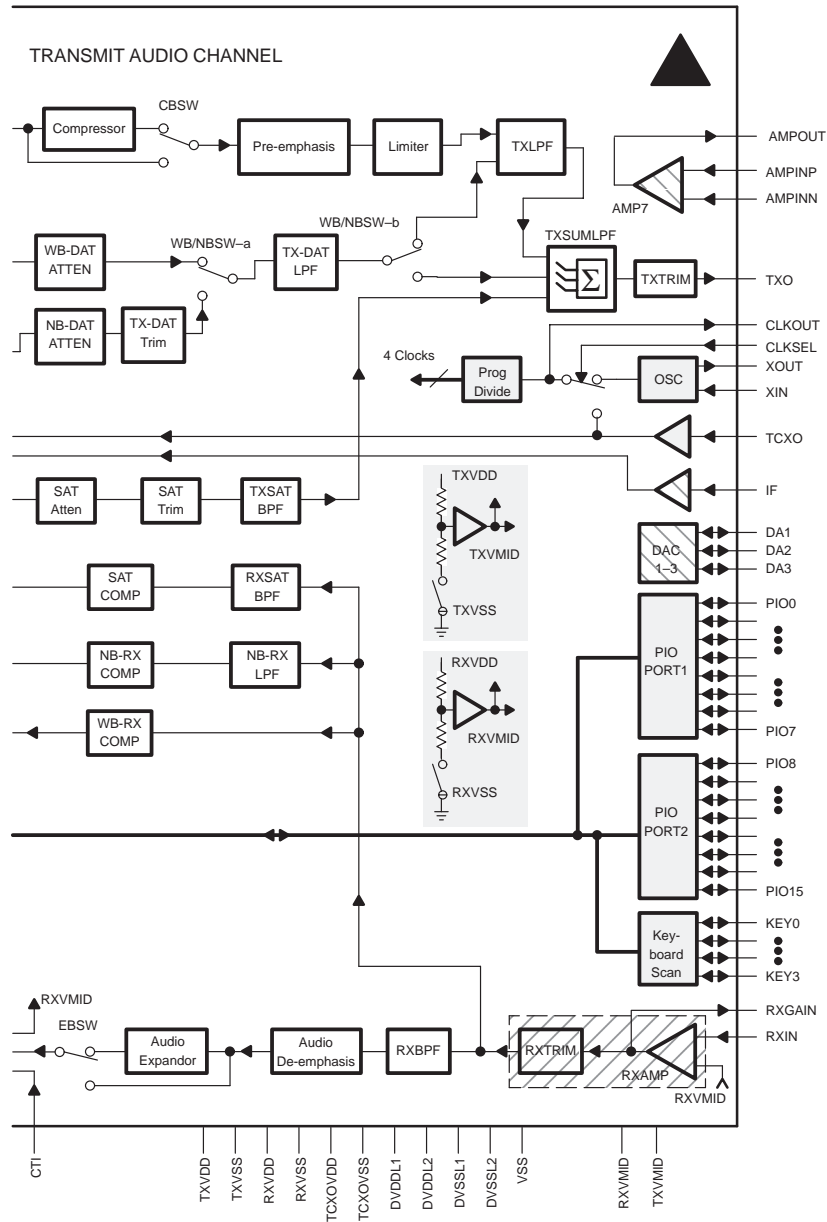 TRANSMIT AUDIO CHANNEL
CBSW
Compressor
Pre-emphasis
Limiter
TXLPF
AMPOUT
AMPINP
AMPINN
AMP7
WB-DAT
ATTEN
WB/NBSW–a
TX-DAT
LPF
WB/NBSW–b
TXSUMLPF
Σ
TXTRIM
TXO
NB-DAT
ATTEN
TX-DAT
Trim
4 Clocks
Prog
Divide
OSC
CLKOUT
CLKSEL
XOUT
XIN
TCXO
IF
SAT
Atten
SAT
Trim
TXSAT
BPF
TXVDD
TXVMID
TXVSS
DAC
1–3
DA1
DA2
DA3
SAT
COMP
RXSAT
BPF
NB-RX
COMP
NB-RX
LPF
WB-RX
COMP
RXVDD
RXVMID
RXVSS
PIO
PORT1
PIO0
PIO7
PIO
PORT2
PIO8
PIO15
Key-
board
Scan
KEY0
KEY3
RXVMID
EBSW
Audio
Expandor
Audio
De-emphasis
RXBPF
RXTRIM
RXAMP
RXGAIN
RXIN
RXVMID
CTI
TXVDD
TXVSS
RXVDD
RXVSS
TCXOVDD
TCXOVSS
DVDDL1
DVDDL2
DVSSL1
DVSSL2
VSS
RXVMID
TXVMID